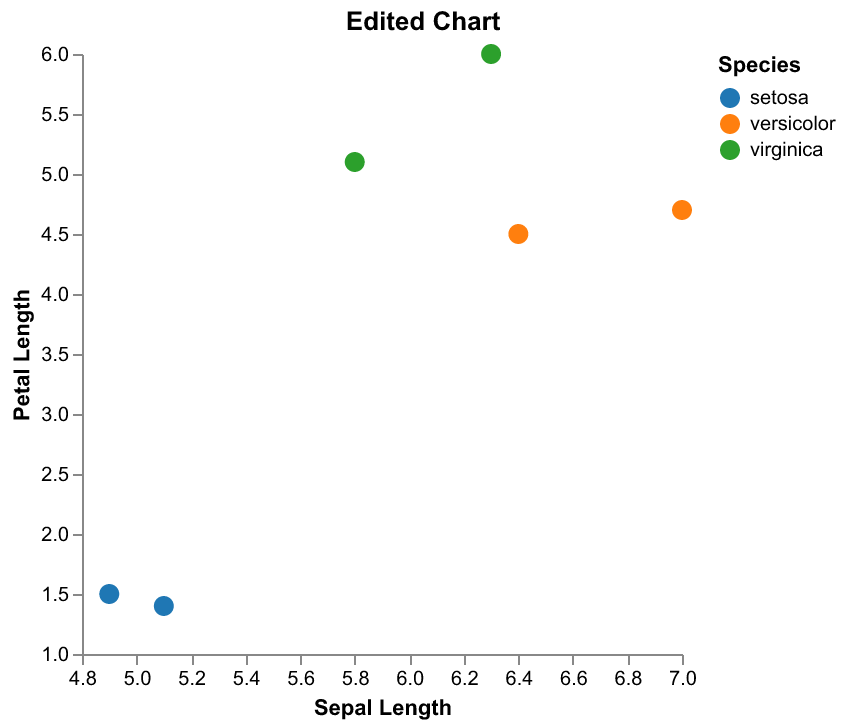 Edited Chart
6.0
5.5
5.0
4.5
4.0
3.5
3.0
2.5
2.0
1.5
1.0
Petal Length
4.8 5.0 5.2 5.4 5.6 5.8 6.0 6.2 6.4 6.6 6.8 7.0
Sepal Length
Species
setosa
versicolor
virginica